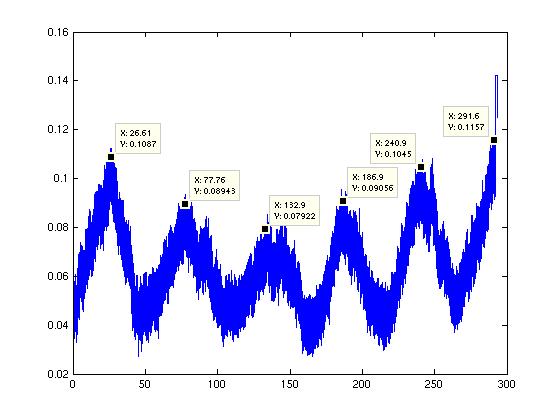 0.16
0.14
0.12
0.1
0.08
0.06
0.04
0.02
X: 26.61
Y: 0.1087
X: 77.76
Y: 0.08943
X: 132.9
Y: 0.07922
X: 186.9
Y: 0.09056
X: 240.9
Y: 0.1045
X: 291.6
Y: 0.1157
0
50
100
150
200
250
300